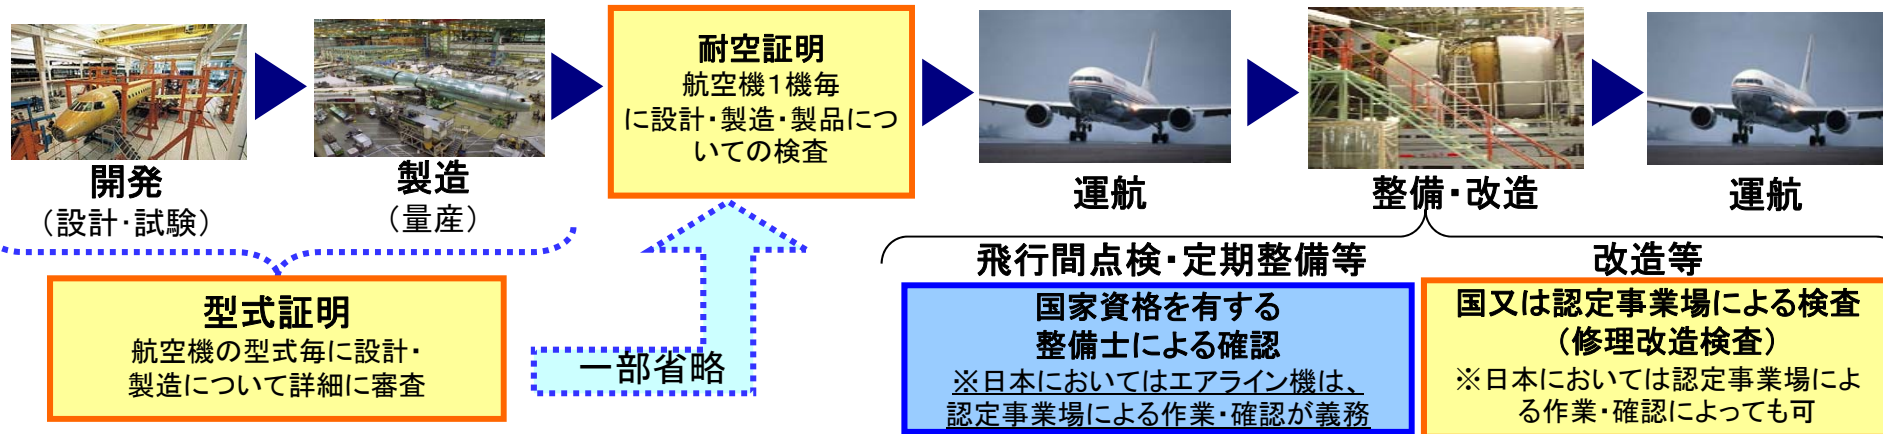 開発
(設計・試験)
製造
(量産)
耐空証明
航空機1機毎
に設計・製造・製品につ
いての検査
運航
整備・改造
運航
型式証明
航空機の型式毎に設計・
製造について詳細に審査
一部省略
飛行間点検・定期整備等
国家資格を有する
整備士による確認
※日本においてはエアライン機は、
認定事業場による作業・確認が義務
改造等
国又は認定事業場による検査
(修理改造検査)
※日本においては認定事業場によ
る作業・確認によっても可